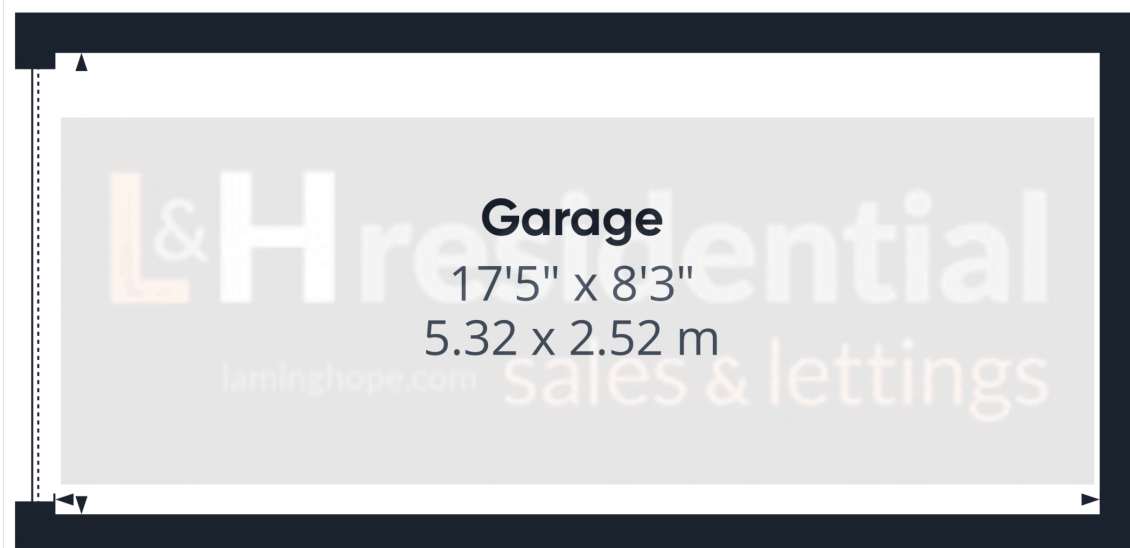 Garage
17'5" x 8'3"
5.32 x 2.52 m
L&H residential
laminghope.com sales & lettings